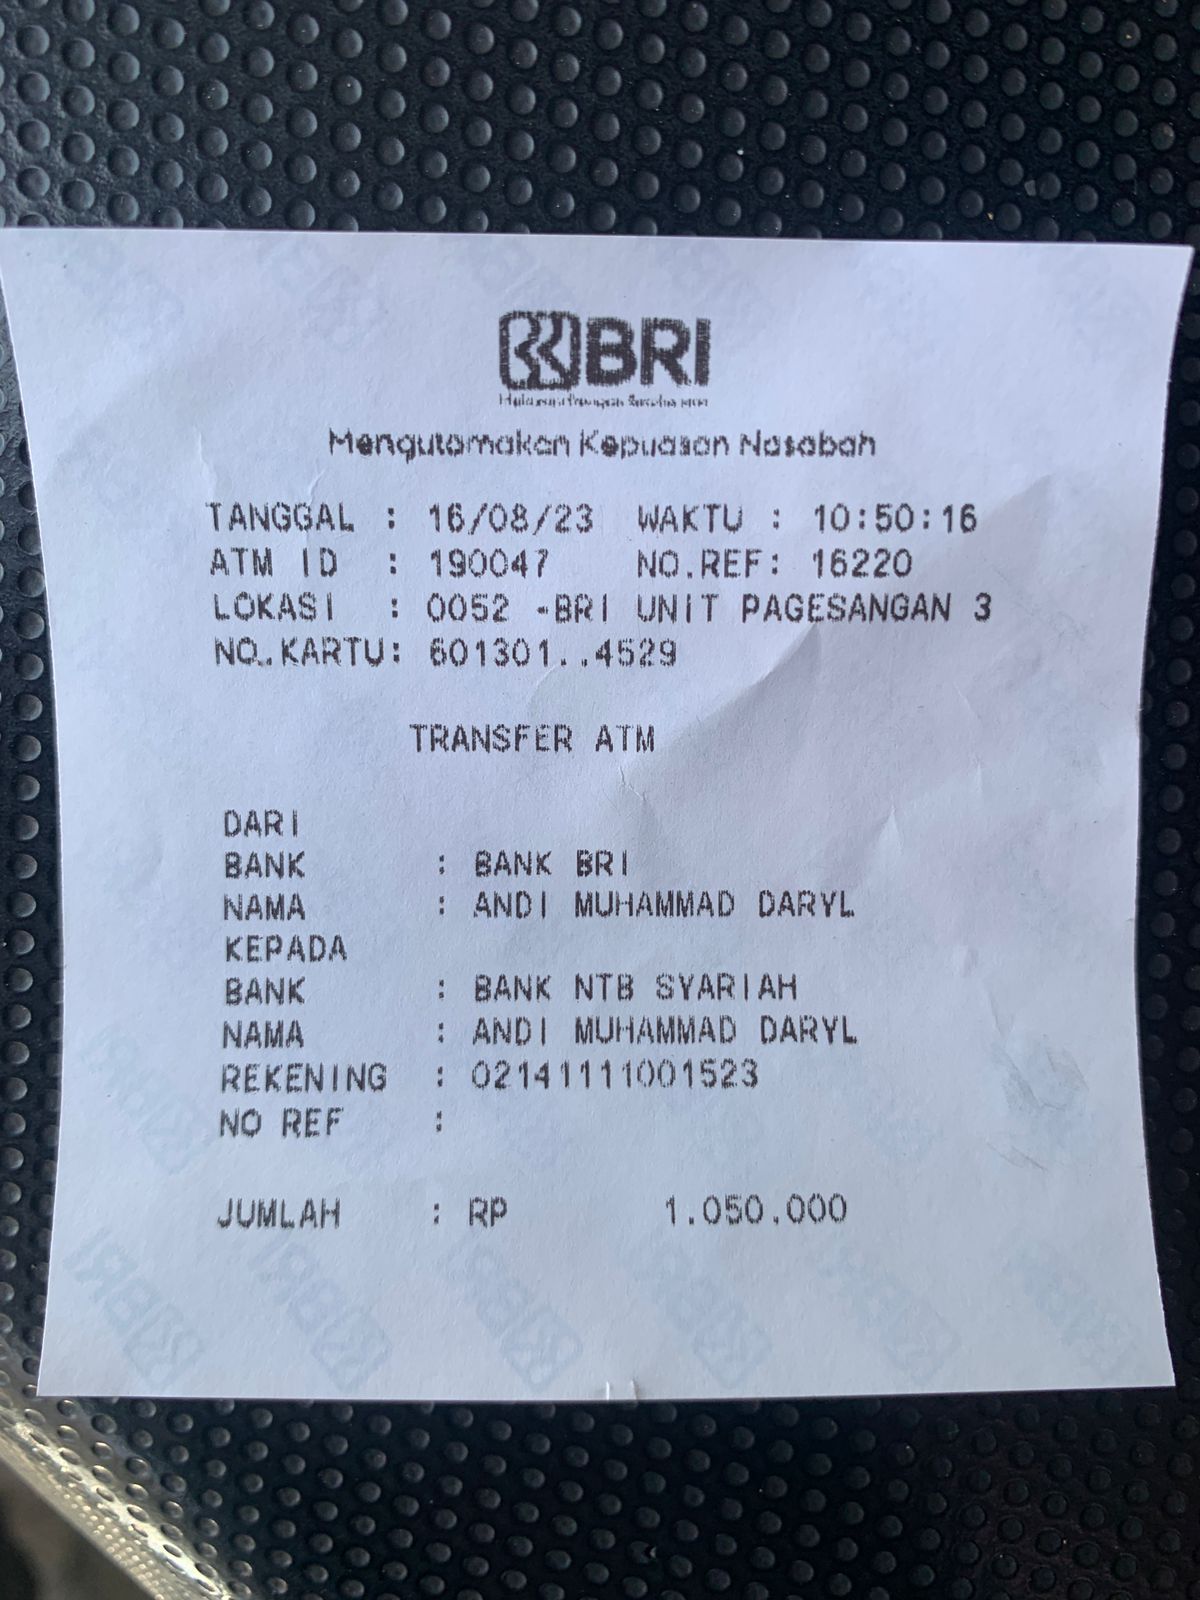 BRI
Mengutamakan Kepuasan Nasabah
TANGGAL : 16/08/23 WAKTU : 10:50:16
ATM ID : 190047 NO.REF: 16220
LOKASI : 0052 -BRI UNIT PAGESANGAN 3
NO..KARTU: 601301..4529
TRANSFER ATM
DARI
BANK : BANK BRI
NAMA : ANDI MUHAMMAD DARYL
KEPADA
BANK : BANK NTB SYARIAH
NAMA : ANDI MUHAMMAD DARYL
REKENING : 02141111001523
NO REF :
JUMLAH : RP 1.050.000